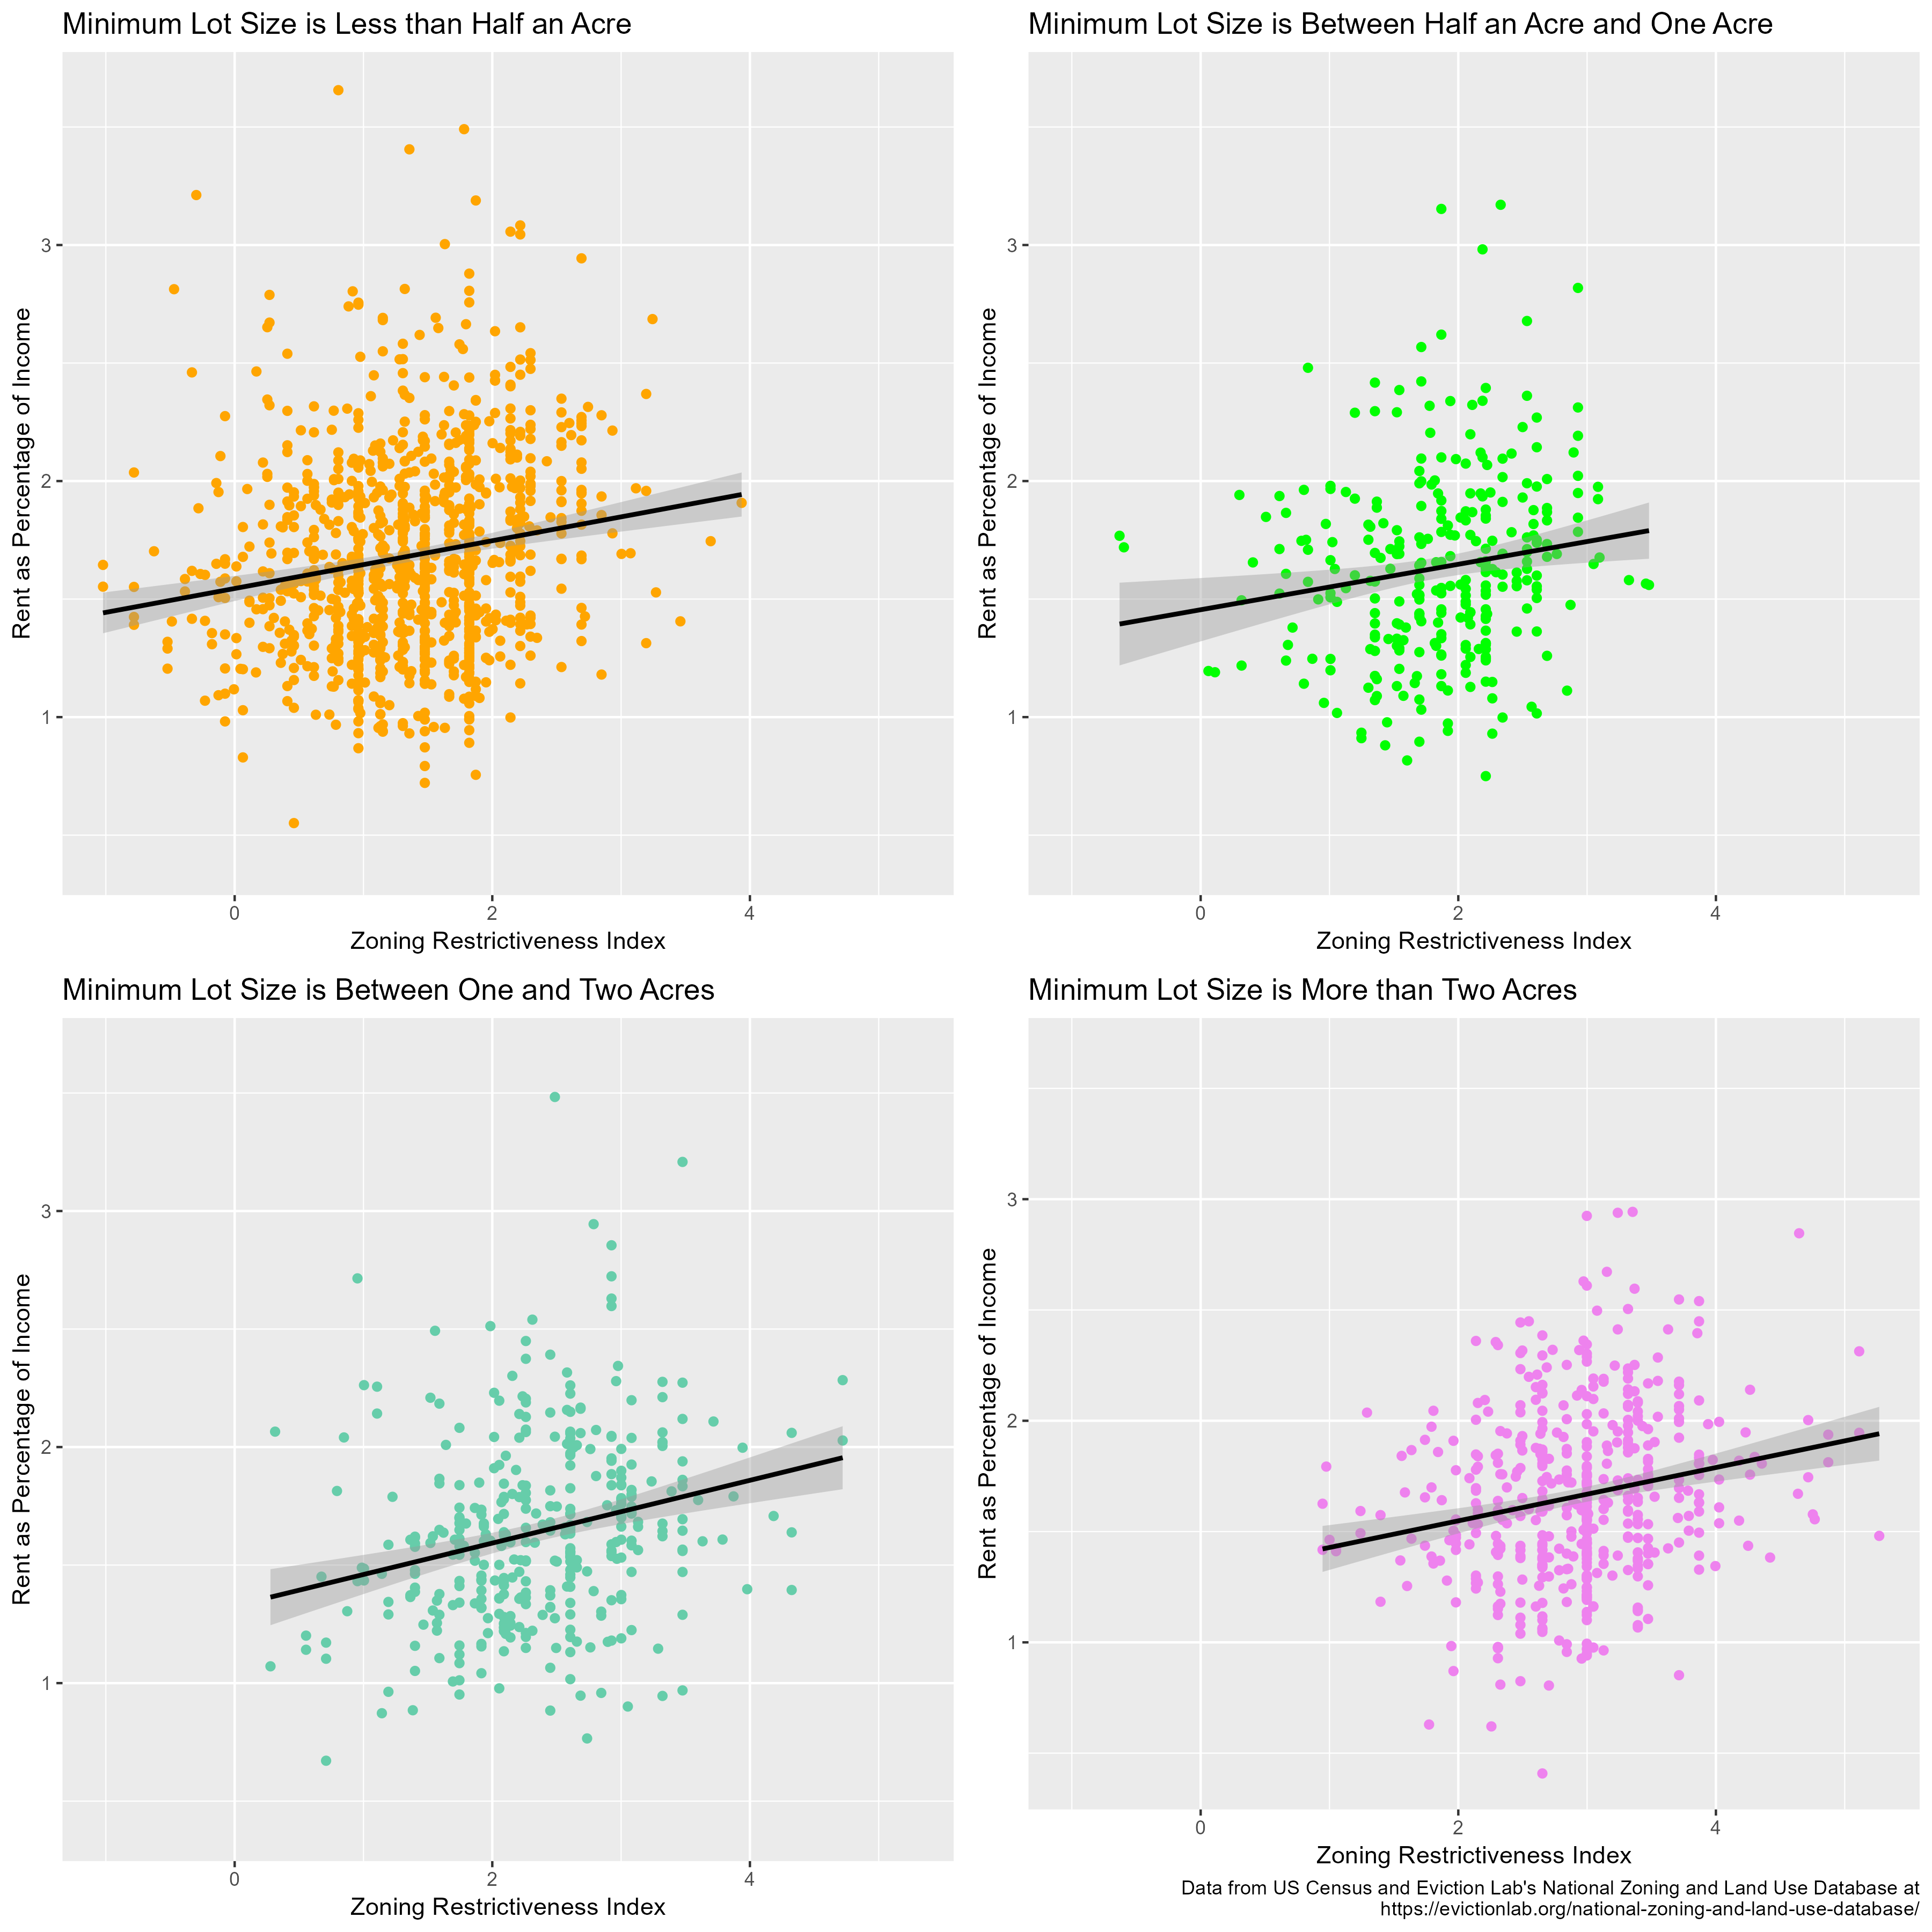 Minimum Lot Size is Less than Half an Acre
Rent as Percentage of Income
3
2
1
0
2
4
Zoning Restrictiveness Index
Minimum Lot Size is Between Half an Acre and One Acre
Rent as Percentage of Income
3
2
1
0
2
4
Zoning Restrictiveness Index
Minimum Lot Size is Between One and Two Acres
Rent as Percentage of Income
3
2
1
0
2
4
Zoning Restrictiveness Index
Minimum Lot Size is More than Two Acres
Rent as Percentage of Income
3
2
1
0
2
4
Zoning Restrictiveness Index
Data from US Census and Eviction Lab's National Zoning and Land Use Database at
https://evictionlab.org/national-zoning-and-land-use-database/